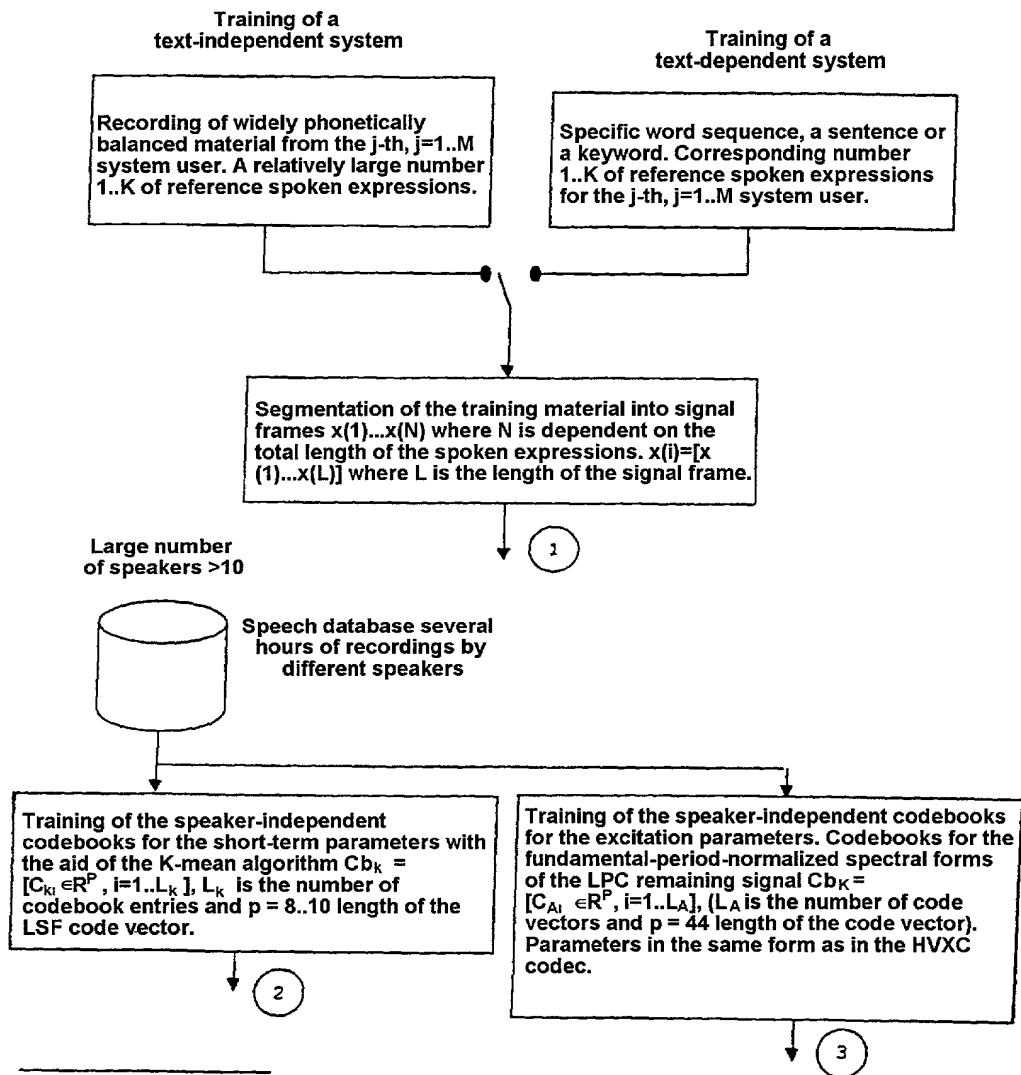 Training of a
text-independent system
Training of a
text-dependent system
Recording of widely phonetically
balanced material from the j-th, j=1..M
system user. A relatively large number
1..K of reference spoken expressions.
Specific word sequence, a sentence or
a keyword. Corresponding number
1..K of reference spoken expressions
for the j-th, j=1..M system user.
Segmentation of the training material into signal
frames x(1)...x(N) where N is dependent on the
total length of the spoken expressions. x(i)=[x
(1)...x(L)] where L is the length of the signal frame.
1
Large number
of speakers >10
Speech database several
hours of recordings by
different speakers
Training of the speaker-independent
codebooks for the short-term parameters with
the aid of the K-mean algorithm Cbₖ =
[Cₖᵢ ∈Rᴾ, i=1..Lₖ], Lₖ is the number of
codebook entries and p = 8..10 length of the
LSF code vector.
2
Training of the speaker-independent codebooks
for the excitation parameters. Codebooks for the
fundamental-period-normalized spectral forms
of the LPC remaining signal Cb_K=
[C_Ai ∈Rᴾ, i=1..L_A], (L_A is the number of code
vectors and p = 44 length of the code vector).
Parameters in the same form as in the HVXC
codec.
3